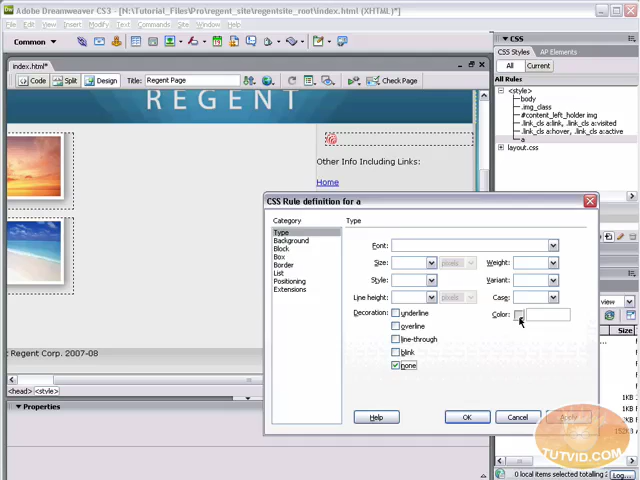 Adobe Dreamweaver CS3 - [N:\Tutorial_Files\Pro\regent_site\regentsite_root\index.html (XHTML)*]
File Edit View Insert Modify Text Commands Site Window Help
Common
CSS
CSS Styles AP Elements
index.html*
All Current
Code Split Design Title: Regent Page Check Page
All Rules
<style>
body
.img_class
#content_left_holder img
.link_cls a:link, .link_cls a:visited
.link_cls a:hover, .link_cls a:active
a
layout.css
REGENT
Other Info Including Links:
Home
CSS Rule definition for a
Category
Type
Type
Background
Block
Box
Border
List
Positioning
Extensions
Font:
Size: pixels Weight:
Style: Variant:
Line height: pixels Case:
Decoration: underline Color:
overline
line-through
blink
none
Help OK Cancel Apply
view
Size
1KB
1KB
192KB
: Regent Corp. 2007-08
<head> <style>
Properties
TUTVID.COM
0 local items selected totalling
Log...